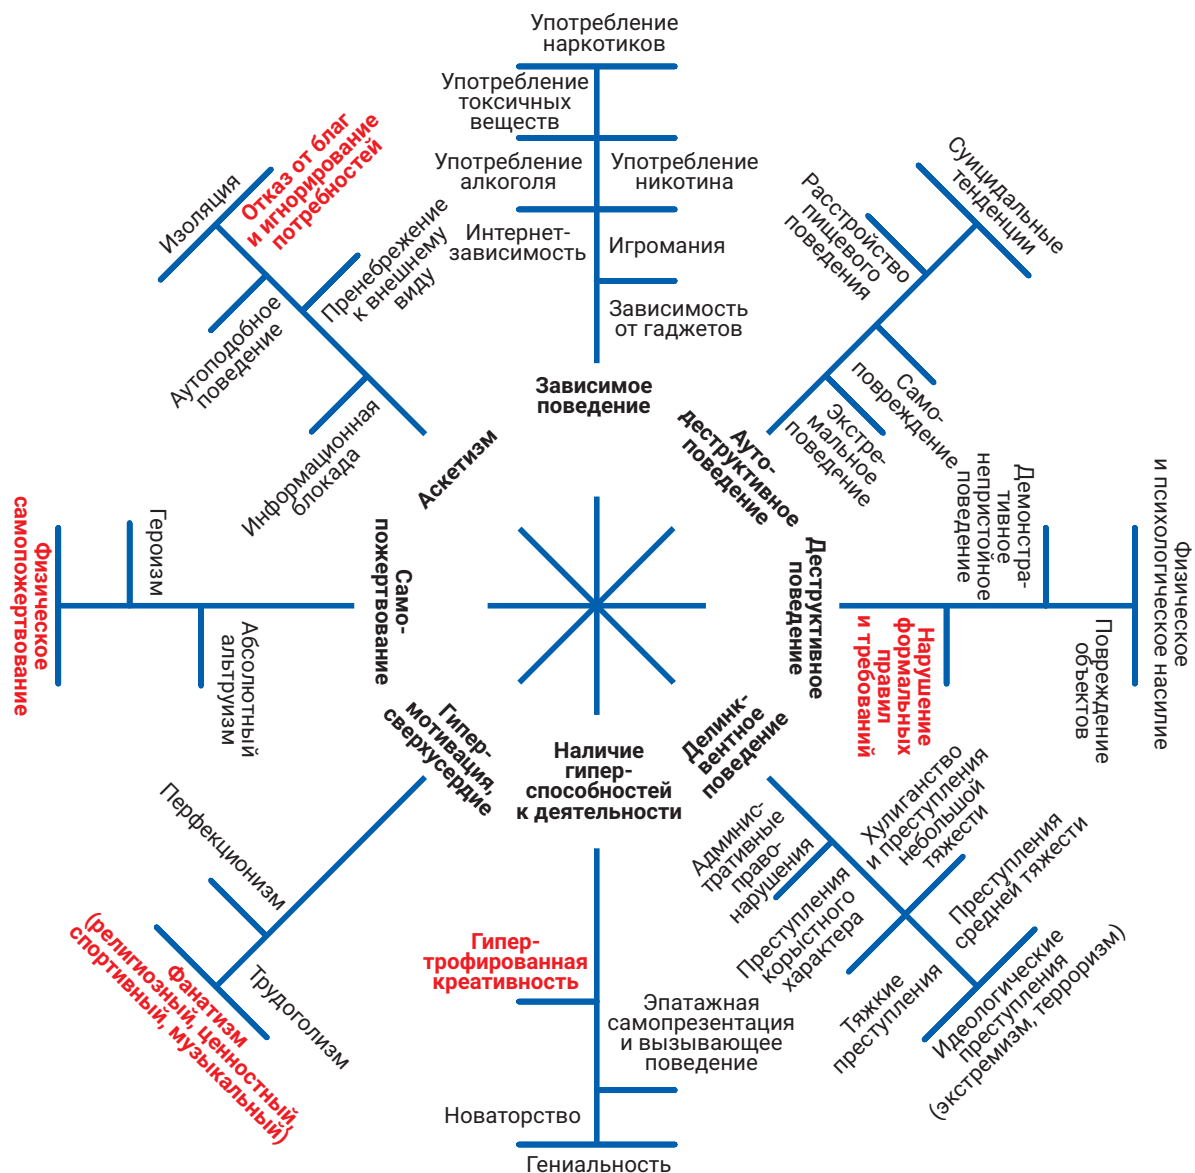 Употребление
наркотиков
Употребление
токсичных
веществ
Употребление
алкоголя
Употребление
никотина
Интернет-
зависимость
Игромания
Зависимость
от гаджетов
Зависимое
поведение
Суицидальные
тенденции
Расстройство
пищевого
поведения
Само-
повреждение
Экстре-
мальное
поведение
Ауто-
деструктивное
поведение
Физическое
и психологическое насилие
Демонстра-
тивное
непристойное
поведение
Повреждение
объектов
Нарушение
формальных
правил
и требований
Деструктивное
поведение
Делинк-
вентное
поведение
Админис-
тративные
право-
нарушения
Хулиганство
и преступления
небольшой
тяжести
Преступления
корыстного
характера
Преступления
средней тяжести
Тяжкие
преступления
Идеологические
преступления
(экстремизм, терроризм)
Наличие
гипер-
способностей
к деятельности
Гипер-
трофированная
креативность
Эпатажная
самопрезентация
и вызывающее
поведение
Новаторство
Гениальность
Гипер-
мотивация,
сверхусердие
Перфекционизм
Трудоголизм
Фанатизм
(религиозный, ценностный,
спортивный, музыкальный)
Само-
пожертвование
Абсолютный
альтруизм
Героизм
Физическое
самопожертвование
Аскетизм
Информационная
блокада
Пренебрежение
к внешнему
виду
Аутоподобное
поведение
Отказ от благ
и игнорирование
потребностей
Изоляция